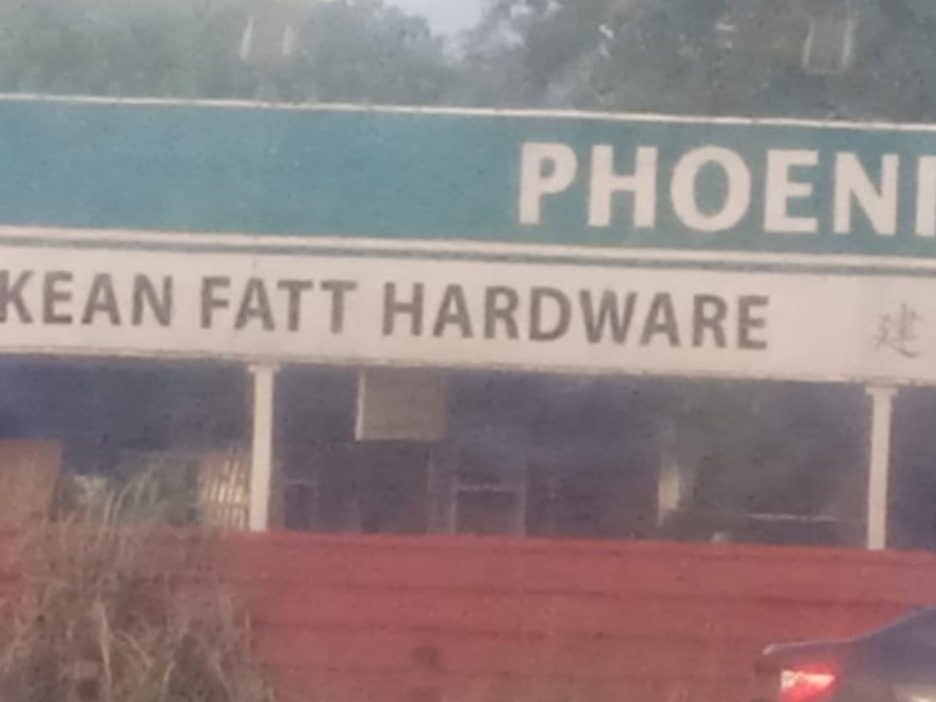 PHOENI
KEAN FATT HARDWARE 建